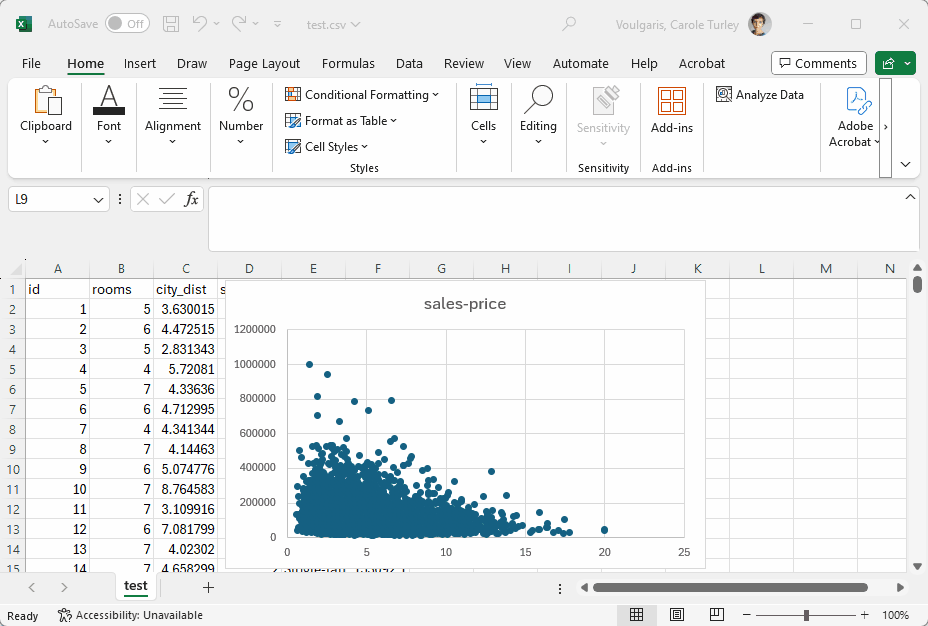 AutoSave Off test.csv Voulgaris, Carole Turley
File Home Insert Draw Page Layout Formulas Data Review View Automate Help Acrobat Comments
Clipboard Font Alignment Number Conditional Formatting Format as Table Cell Styles Styles Cells Editing Sensitivity Sensitivity Add-ins Add-ins Analyze Data Adobe Acrobat
L9 fx
A B C D E F G H I J K L M N
1 id rooms city_dist s
2 1 5 3.630015
3 2 6 4.472515
4 3 5 2.831343
5 4 4 5.72081
6 5 7 4.33636
7 6 6 4.712995
8 7 4 4.341344
9 8 7 4.14463
10 9 6 5.074776
11 10 7 8.764583
12 11 7 3.109916
13 12 6 7.081799
14 13 7 4.02302
15 14 7 4.658299
sales-price
1200000
1000000
800000
600000
400000
200000
0
0 5 10 15 20 25
test
Ready Accessibility: Unavailable 100%